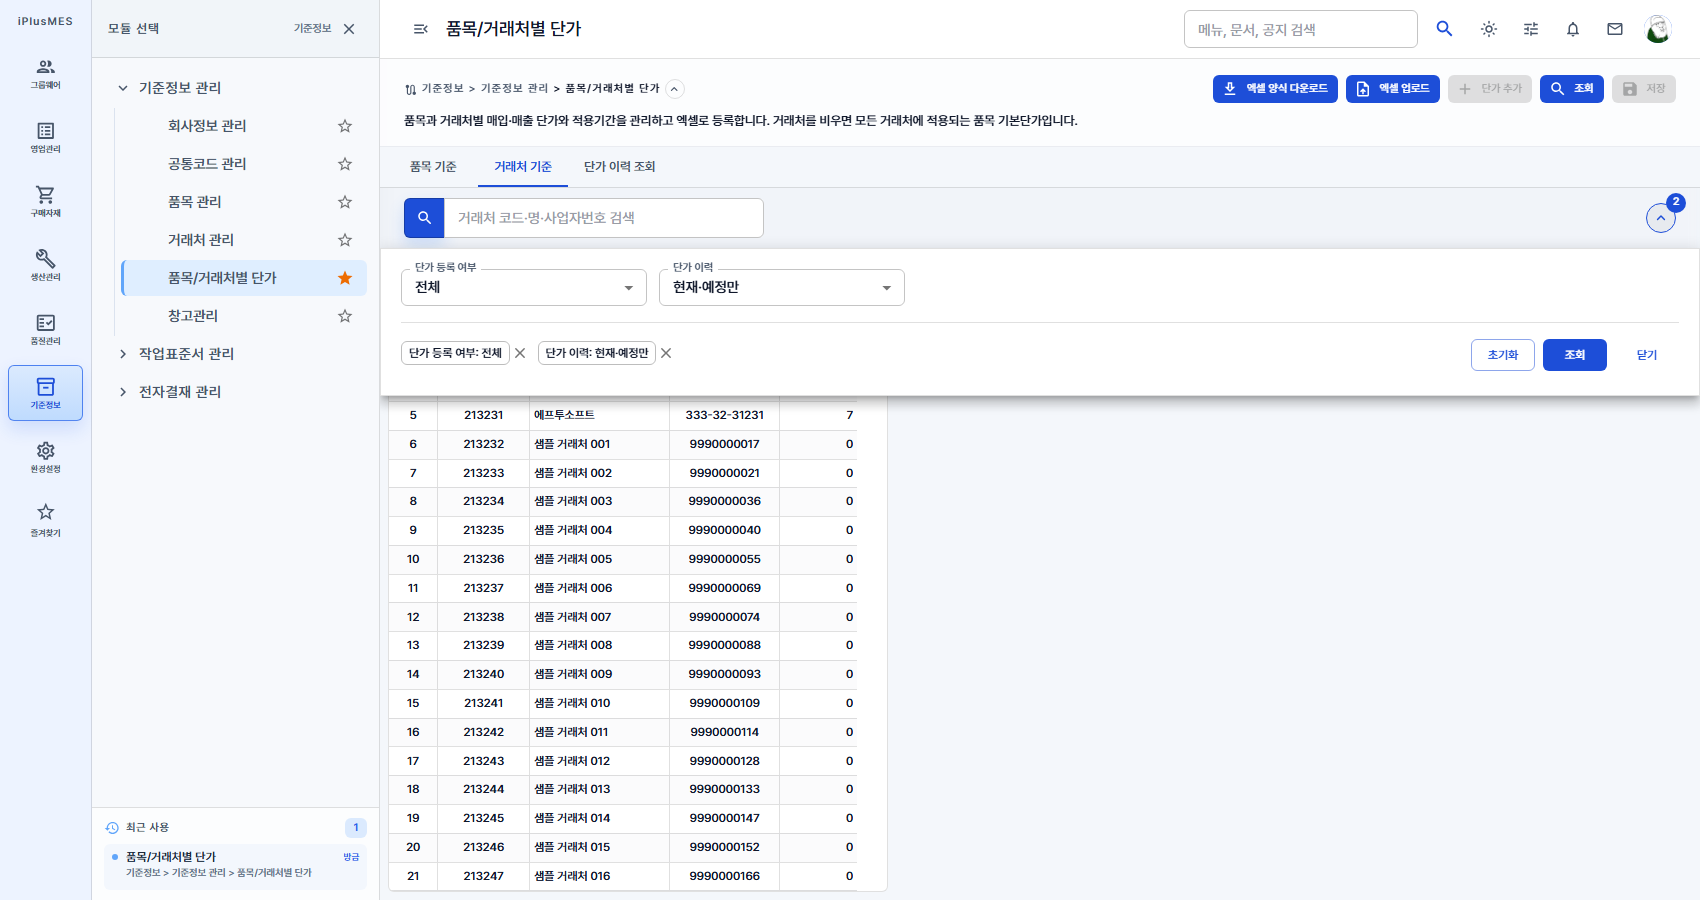 iPlusMES
그룹웨어
영업관리
구매자재
생산관리
품질관리
기준정보
환경설정
즐겨찾기
모듈 선택
기준정보
기준정보 관리
회사정보 관리
공통코드 관리
품목 관리
거래처 관리
품목/거래처별 단가
창고관리
작업표준서 관리
전자결재 관리
최근 사용
1
품목/거래처별 단가
방금
기준정보 > 기준정보 관리 > 품목/거래처별 단가
품목/거래처별 단가
메뉴, 문서, 공지 검색
기준정보 > 기준정보 관리 > 품목/거래처별 단가
엑셀 양식 다운로드
엑셀 업로드
단가 추가
조회
저장
품목과 거래처별 매입·매출 단가와 적용기간을 관리하고 엑셀로 등록합니다. 거래처를 비우면 모든 거래처에 적용되는 품목 기본단가입니다.
품목 기준
거래처 기준
단가 이력 조회
거래처 코드·명·사업자번호 검색
2
단가 등록 여부
전체
단가 이력
현재·예정만
단가 등록 여부: 전체
단가 이력: 현재·예정만
초기화
조회
닫기
5 213231 에프투소프트 333-32-31231 7
6 213232 샘플 거래처 001 9990000017 0
7 213233 샘플 거래처 002 9990000021 0
8 213234 샘플 거래처 003 9990000036 0
9 213235 샘플 거래처 004 9990000040 0
10 213236 샘플 거래처 005 9990000055 0
11 213237 샘플 거래처 006 9990000069 0
12 213238 샘플 거래처 007 9990000074 0
13 213239 샘플 거래처 008 9990000088 0
14 213240 샘플 거래처 009 9990000093 0
15 213241 샘플 거래처 010 9990000109 0
16 213242 샘플 거래처 011 9990000114 0
17 213243 샘플 거래처 012 9990000128 0
18 213244 샘플 거래처 013 9990000133 0
19 213245 샘플 거래처 014 9990000147 0
20 213246 샘플 거래처 015 9990000152 0
21 213247 샘플 거래처 016 9990000166 0